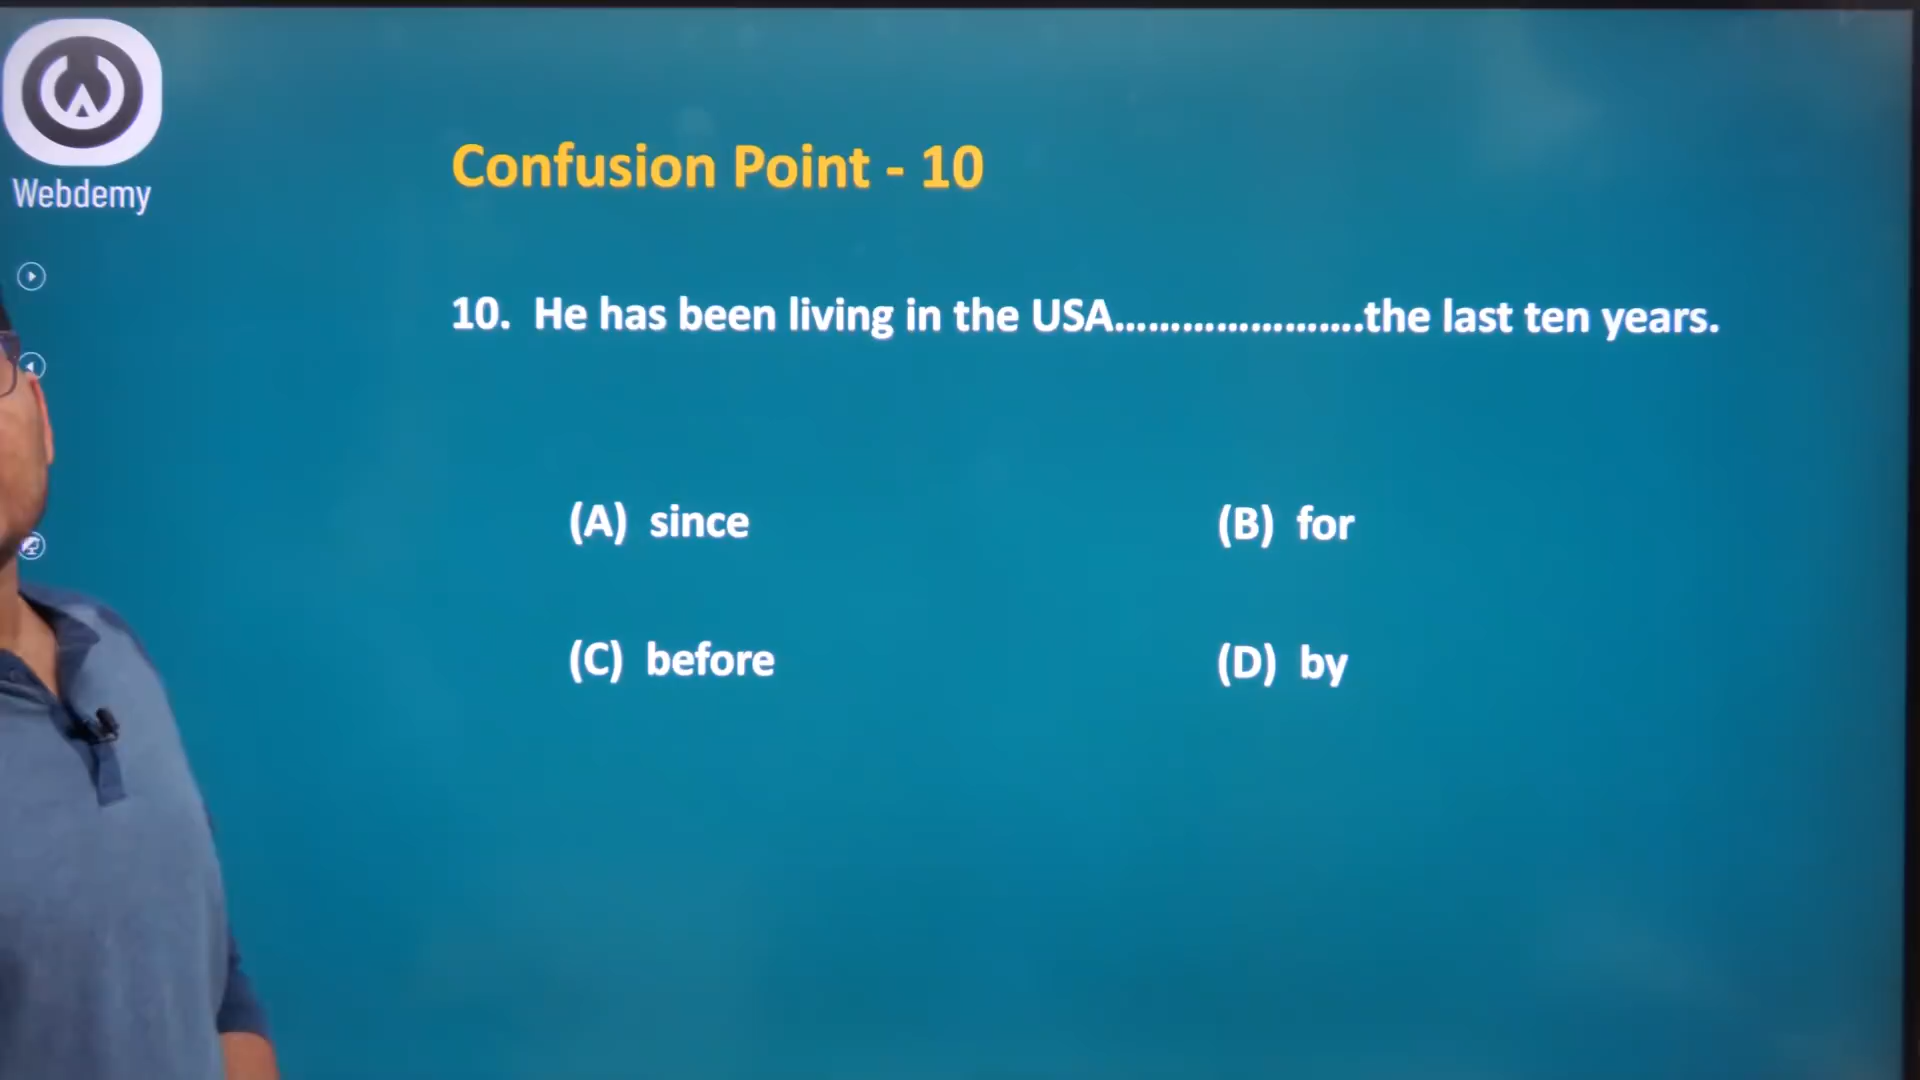 Webdemy
Confusion Point - 10
10. He has been living in the USA.....................the last ten years.
(A) since
(B) for
(C) before
(D) by